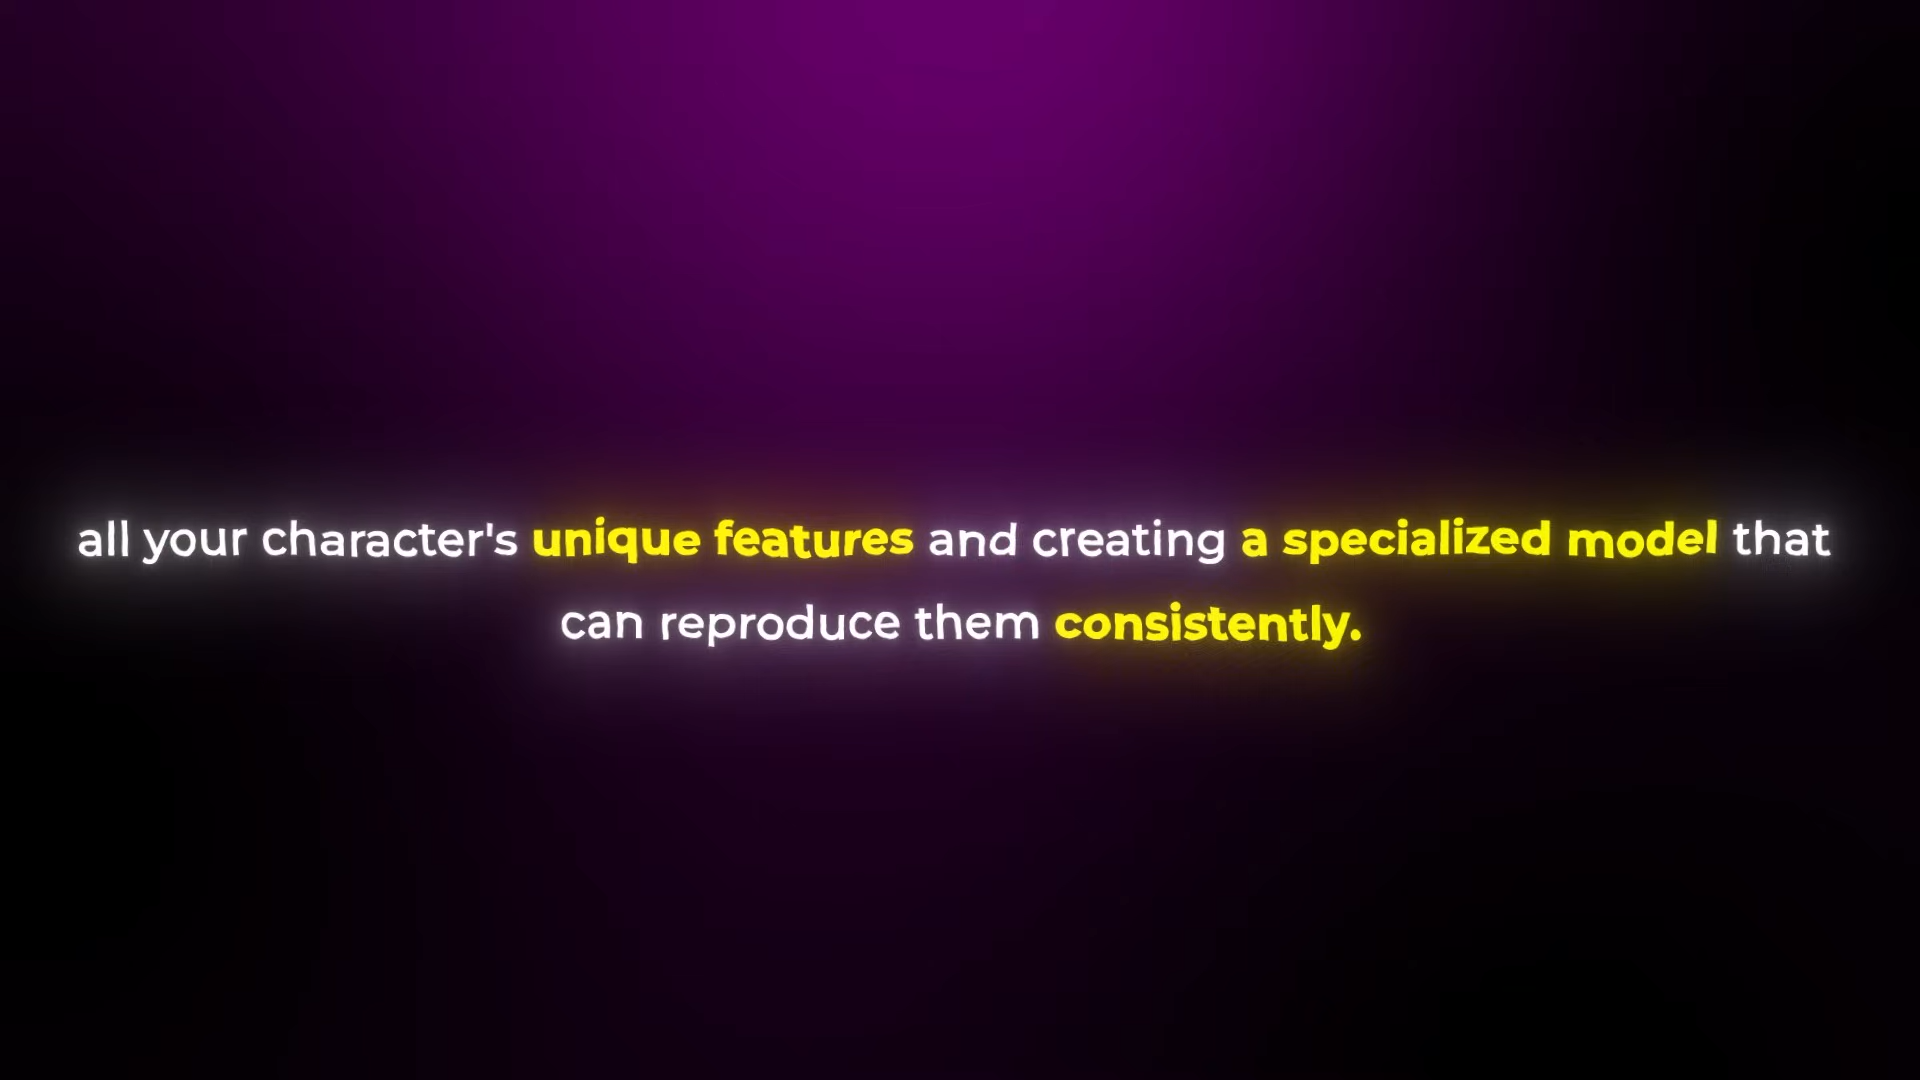 all your character's unique features and creating a specialized model that
can reproduce them consistently.